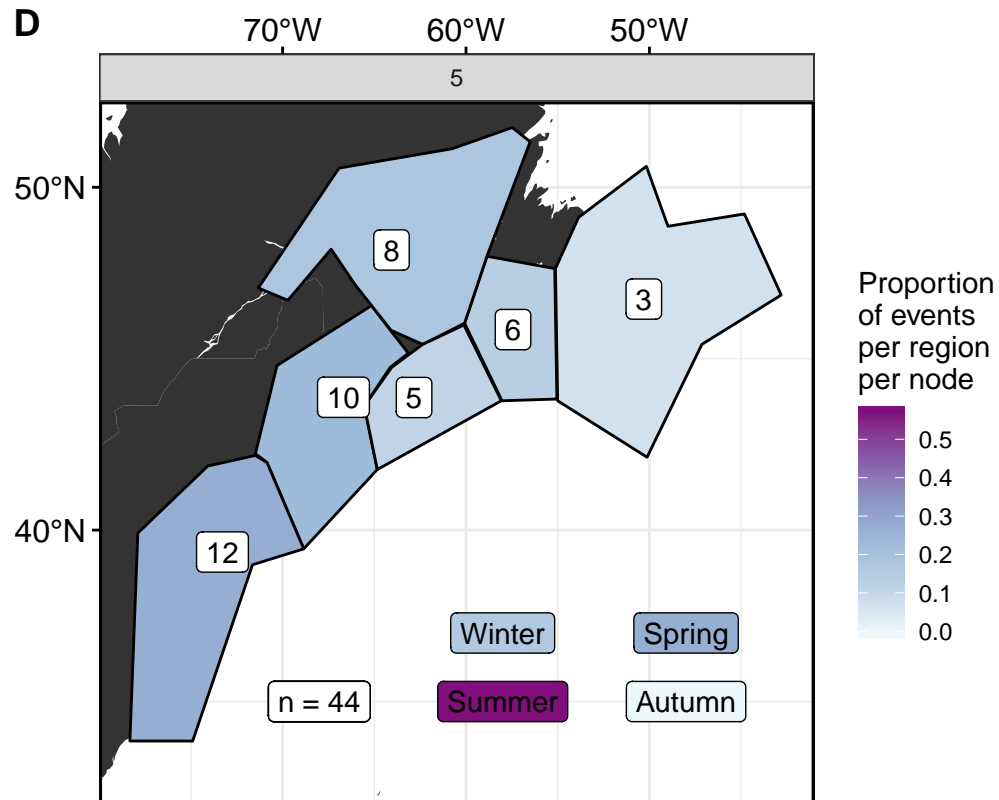 D
70°W 60°W 50°W
5
50°N
8
3
6
10
5
40°N
12
Winter
Spring
n = 44
Summer
Autumn
Proportion
of events
per region
per node
0.5
0.4
0.3
0.2
0.1
0.0